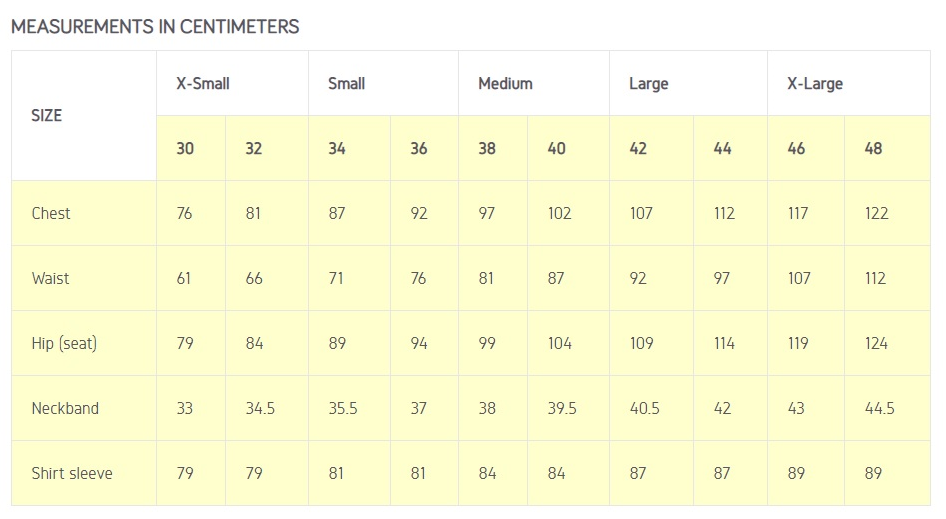 MEASUREMENTS IN CENTIMETERS
SIZE X-Small Small Medium Large X-Large
30 32 34 36 38 40 42 44 46 48
Chest 76 81 87 92 97 102 107 112 117 122
Waist 61 66 71 76 81 87 92 97 107 112
Hip (seat) 79 84 89 94 99 104 109 114 119 124
Neckband 33 34.5 35.5 37 38 39.5 40.5 42 43 44.5
Shirt sleeve 79 79 81 81 84 84 87 87 89 89